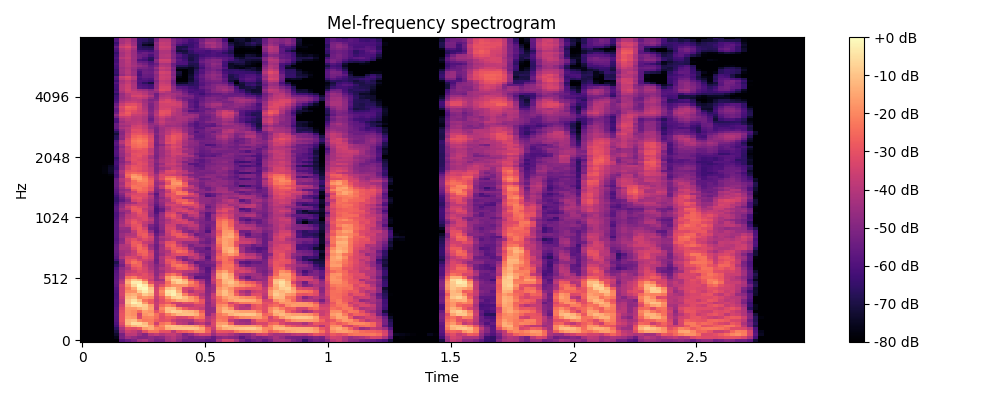 Mel-frequency spectrogram
+0 dB
-10 dB
-20 dB
-30 dB
-40 dB
-50 dB
-60 dB
-70 dB
-80 dB
4096
2048
1024
512
0
Hz
0 0.5 1 1.5 2 2.5
Time